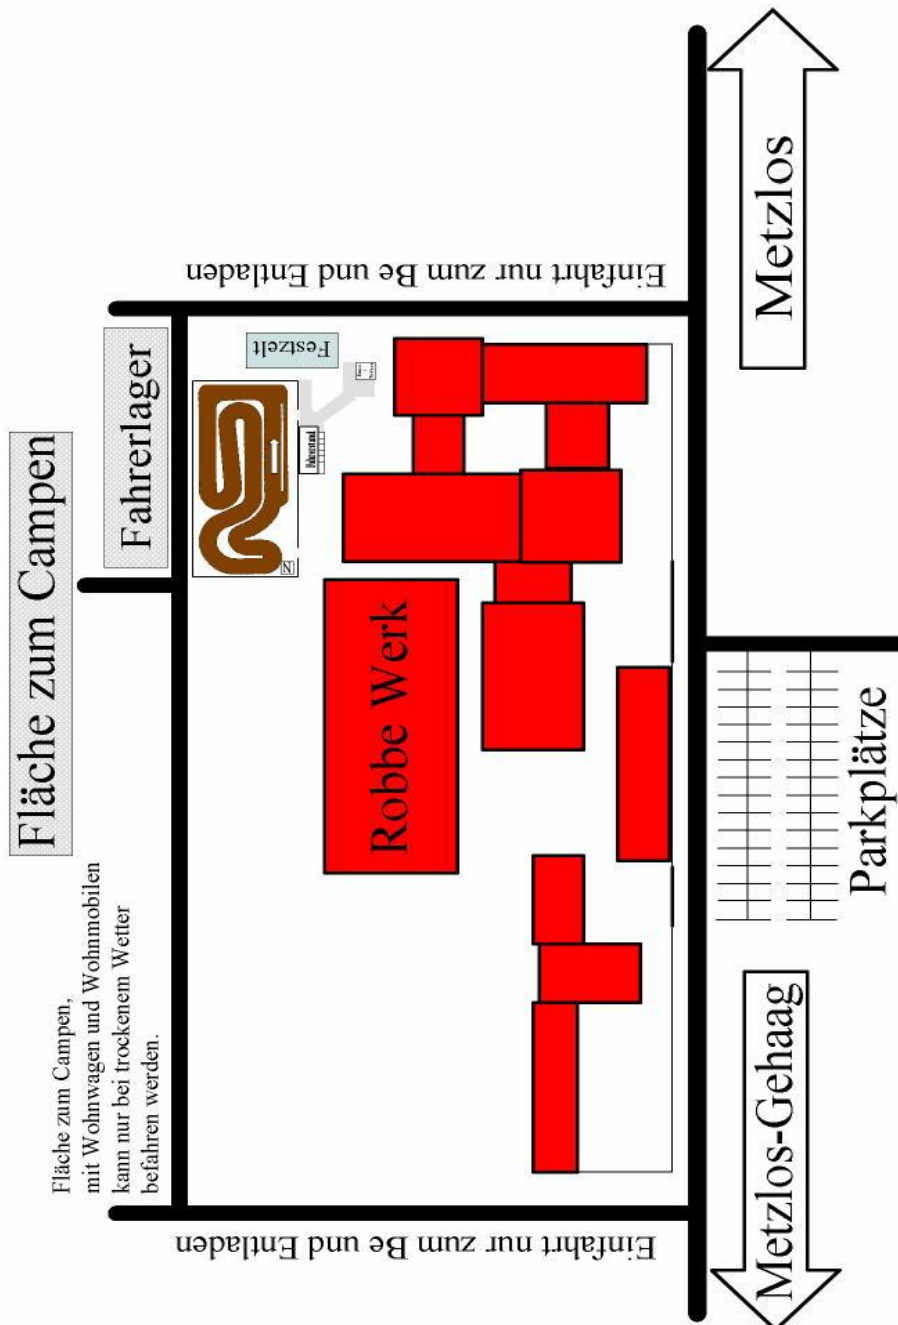 Fläche zum Campen
Fläche zum Campen,
mit Wohnwagen und Wohnmobilen
kann nur bei trockenem Wetter
befahren werden.
Fahrerlager
Einfahrt nur zum Be und Entladen
Festzelt
Fahrerstand
N
Robbe Werk
Einfahrt nur zum Be und Entladen
Metzlos-Gehaag
Parkplätze
Metzlos